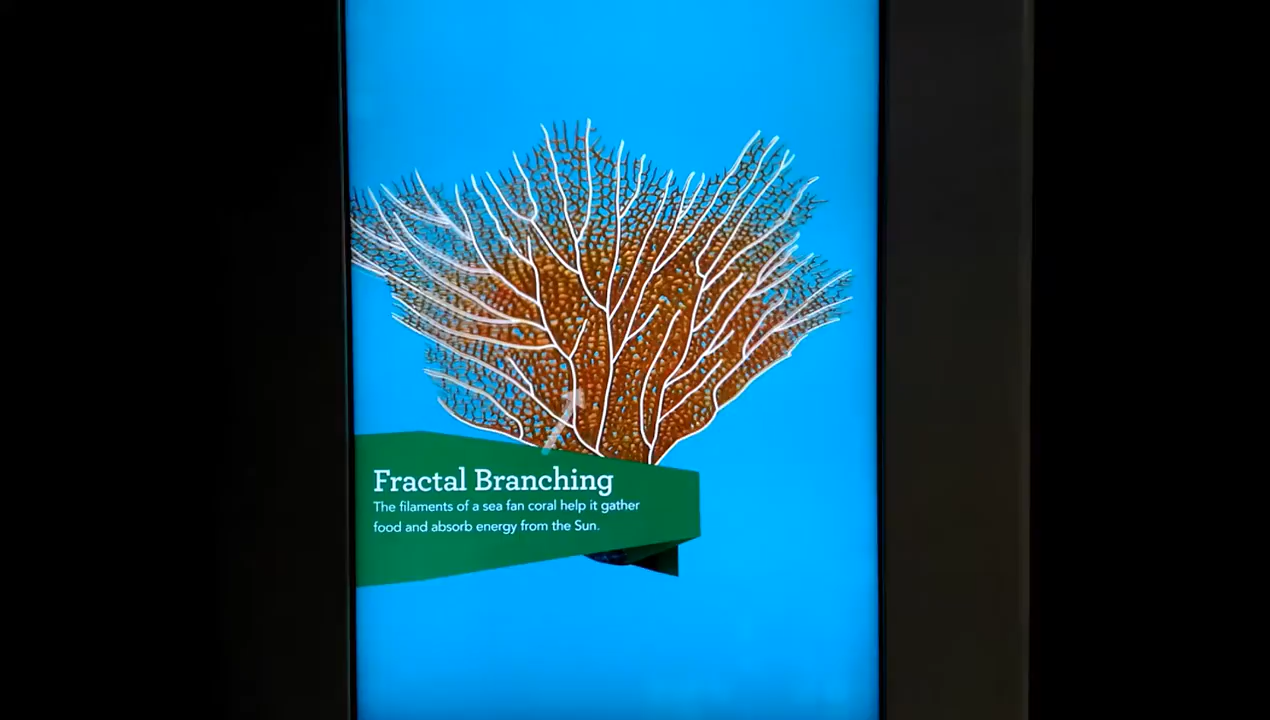 Fractal Branching
The filaments of a sea fan coral help it gather
food and absorb energy from the Sun.